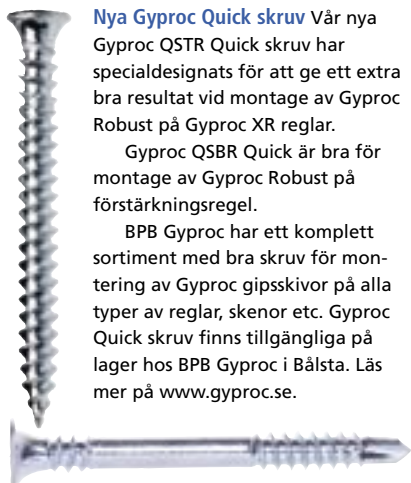 Nya Gyproc Quick skruv Vår nya
Gyproc QSTR Quick skruv har
specialdesignats för att ge ett extra
bra resultat vid montage av Gyproc
Robust på Gyproc XR reglar.
Gyproc QSBR Quick är bra för
montage av Gyproc Robust på
förstärkningsregel.
BPB Gyproc har ett komplett
sortiment med bra skruv för mon-
tering av Gyproc gipsskivor på alla
typer av reglar, skenor etc. Gyproc
Quick skruv finns tillgängliga på
lager hos BPB Gyproc i Bålsta. Läs
mer på www.gyproc.se.